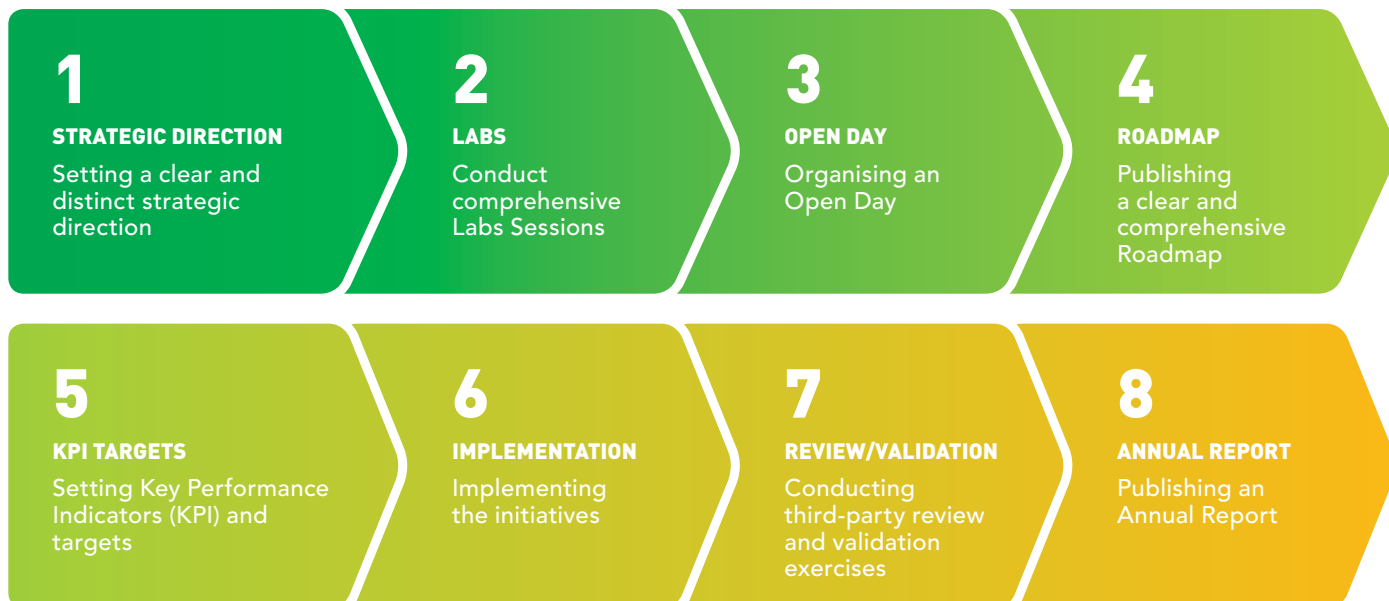 1
STRATEGIC DIRECTION
Setting a clear and
distinct strategic
direction
2
LABS
Conduct
comprehensive
Labs Sessions
3
OPEN DAY
Organising an
Open Day
4
ROADMAP
Publishing
a clear and
comprehensive
Roadmap
5
KPI TARGETS
Setting Key Performance
Indicators (KPI) and
targets
6
IMPLEMENTATION
Implementing
the initiatives
7
REVIEW/VALIDATION
Conducting
third-party review
and validation
exercises
8
ANNUAL REPORT
Publishing an
Annual Report